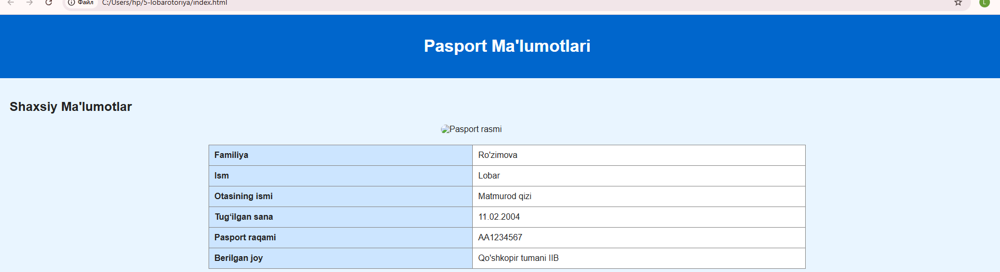 Файл C:/Users/hp/5-lobarotoriya/index.html L
Pasport Ma'lumotlari
Shaxsiy Ma'lumotlar
Pasport rasmi
Familiya Ro'zimova
Ism Lobar
Otasining ismi Matmurod qizi
Tug‘ilgan sana 11.02.2004
Pasport raqami AA1234567
Berilgan joy Qo'shkopir tumani IIB